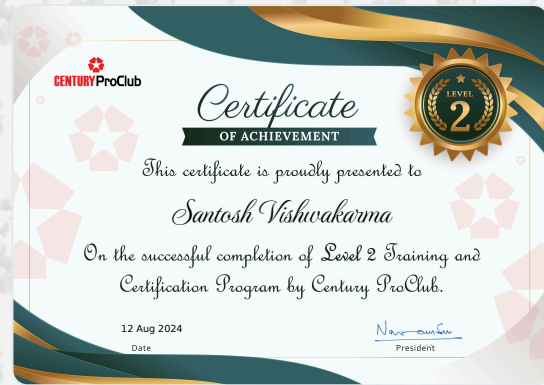 CENTURY ProClub
LEVEL
2
Certificate
OF ACHIEVEMENT
This certificate is proudly presented to
Santosh Vishwakarma
On the successful completion of Level 2 Training and
Certification Program by Century ProClub.
12 Aug 2024
Date
President